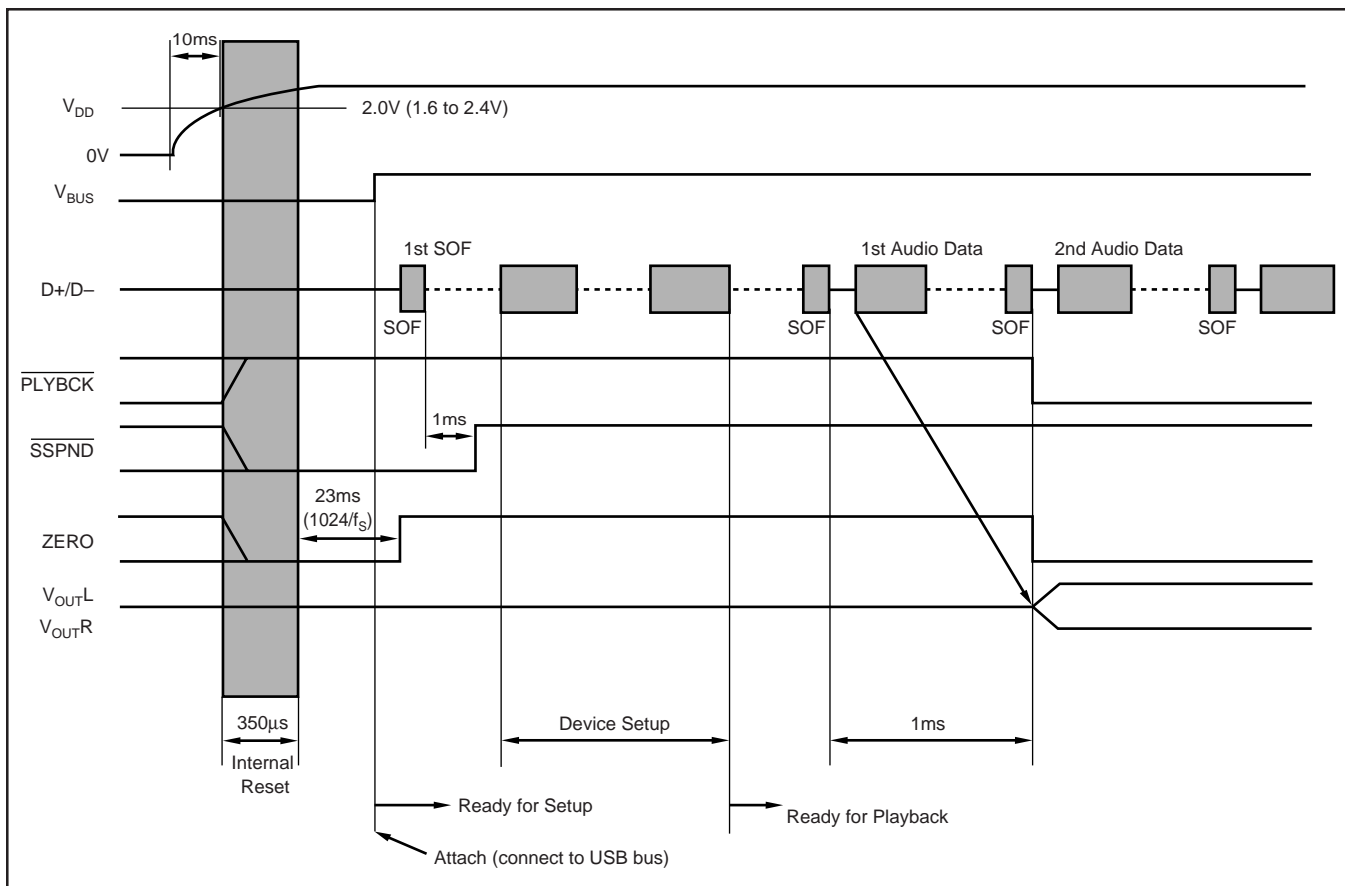 10ms
V_DD
2.0V (1.6 to 2.4V)
0V
V_BUS
1st SOF
1st Audio Data
2nd Audio Data
D+/D–
SOF
SOF
SOF
SOF
PLYBCK
1ms
SSPND
23ms
(1024/f_S)
ZERO
V_OUTL
V_OUTR
350μs
Device Setup
1ms
Internal
Reset
Ready for Setup
Ready for Playback
Attach (connect to USB bus)